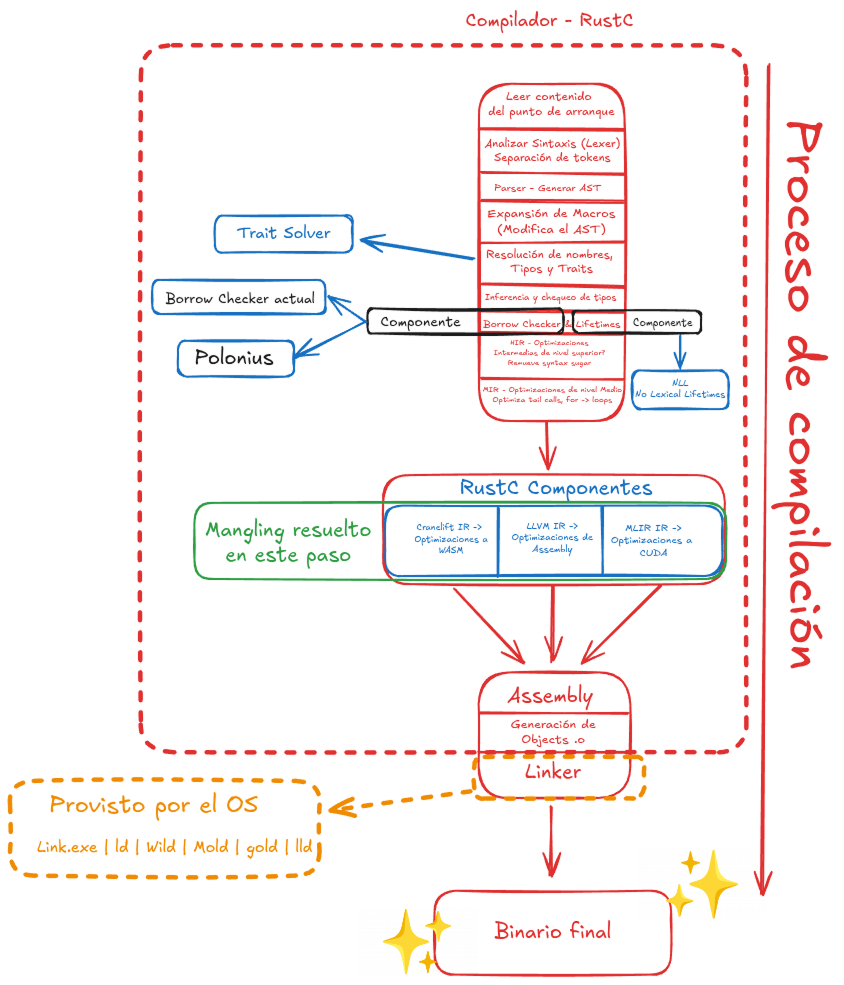 Compilador - RustC
Leer contenido
del punto de arranque
Analizar Sintaxis (Lexer)
Separación de tokens
Parser - Generar AST
Expansión de Macros
(Modifica el AST)
Resolución de nombres,
Tipos y Traits
Trait Solver
Inferencia y chequeo de tipos
Borrow Checker actual
Componente
Borrow Checker & Lifetimes
Componente
Polonius
HIR - Optimizaciones
Intermedias de nivel superior?
Remueve syntax sugar
NLL
No Lexical Lifetimes
MIR - Optimizaciones de nivel Medio
Optimiza tail calls, for -> loops
RustC Componentes
Mangling resuelto
en este paso
Cranelift IR ->
Optimizaciones a
WASM
LLVM IR ->
Optimizaciones de
Assembly
MLIR IR ->
Optimizaciones a
CUDA
Assembly
Generación de
Objects .o
Linker
Provisto por el OS
Link.exe | ld | Wild | Mold | gold | lld
Binario final
Proceso de compilación